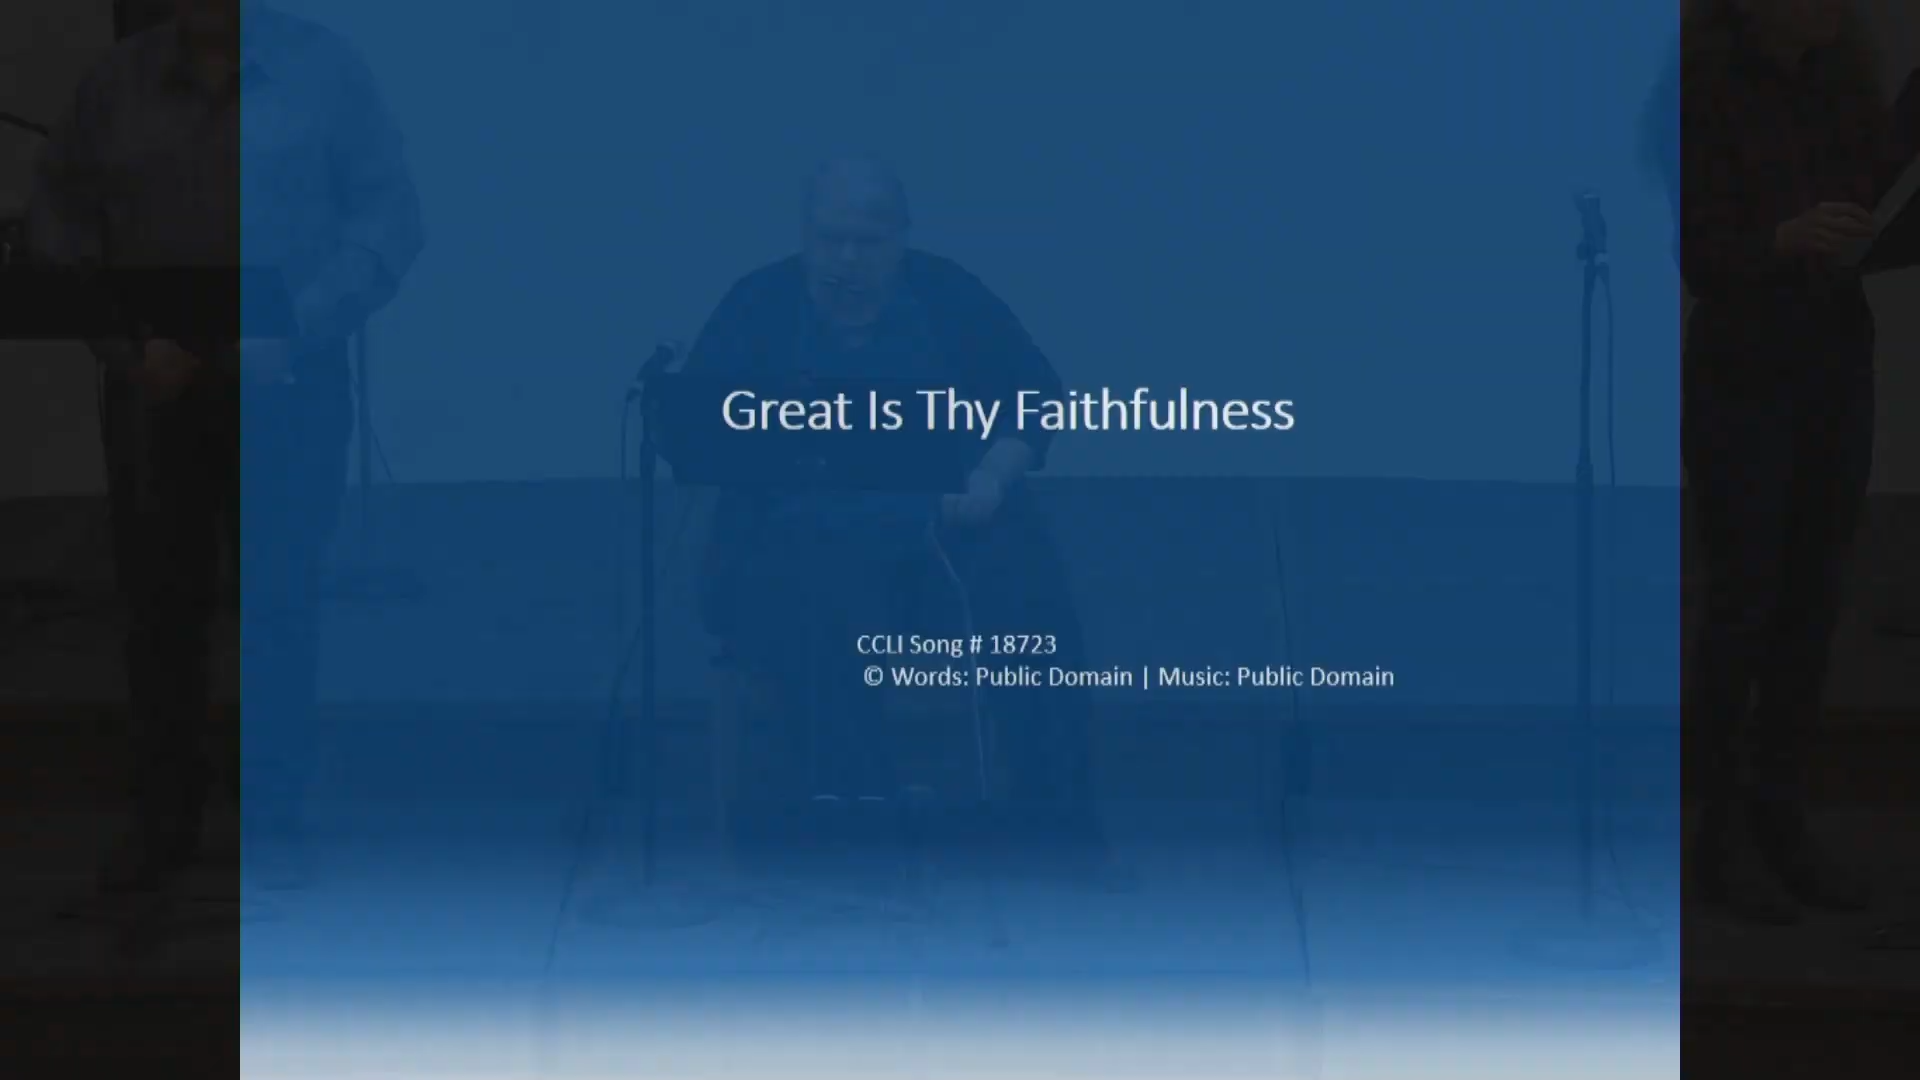 Great Is Thy Faithfulness
CCLI Song # 18723
© Words: Public Domain | Music: Public Domain